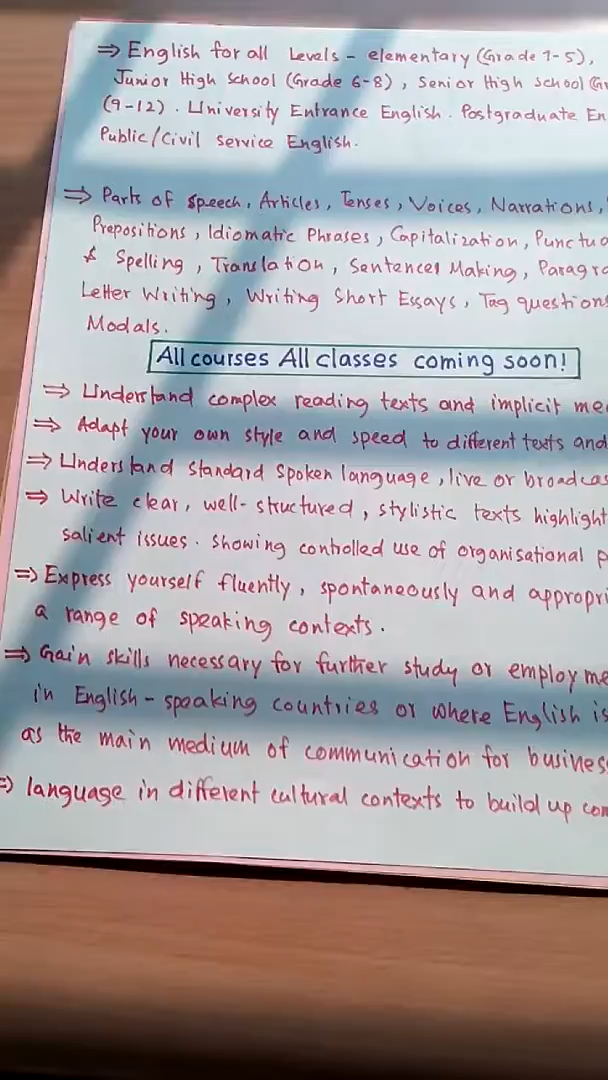 ⇒ English for all Levels - elementary (Grade 1-5),
Junior High School (Grade 6-8), Senior High School
(9-12). University Entrance English. Postgraduate
Public/Civil service English.
⇒ Parts of Speech, Articles, Tenses, Voices, Narrations,
Prepositions, Idiomatic Phrases, Capitalization,
& Spelling, Translation, Sentences Making,
Letter Writing, Writing Short Essays, Tag question
Modals.
All courses All classes coming soon!
⇒ Understand complex reading texts and implicit
⇒ Adapt your own style and speed to different texts and
⇒ Understand standard spoken language, live or
⇒ Write clear, well-structured, stylistic texts highlight
salient issues. Showing controlled use of organisational
⇒ Express yourself fluently, spontaneously and
a range of speaking contexts.
⇒ Gain skills necessary for further study or
in English-speaking countries or where English is
as the main medium of communication for
⇒ language in different cultural contexts to build up